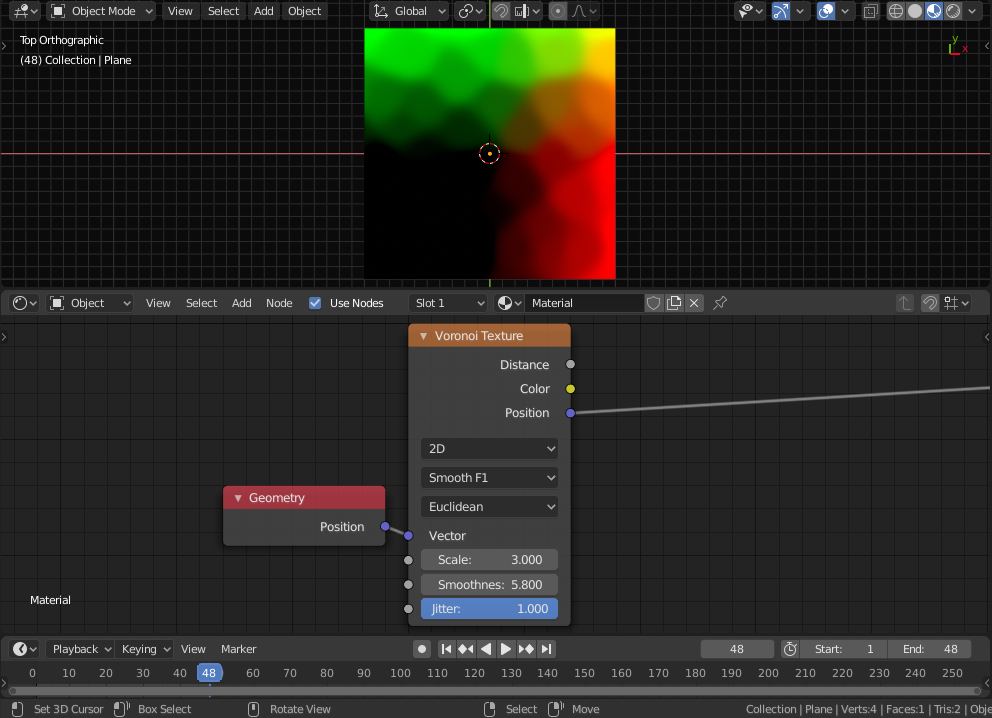 Object Mode View Select Add Object Global
Top Orthographic
(48) Collection | Plane
y
x
Object View Select Add Node Use Nodes Slot 1 Material
Voronoi Texture
Distance
Color
Position
2D
Smooth F1
Euclidean
Geometry
Position
Vector
Scale: 3.000
Smoothnes: 5.800
Jitter: 1.000
Material
Playback Keying View Marker 48 Start: 1 End: 48
0 10 20 30 40 48 60 70 80 90 100 110 120 130 140 150 160 170 180 190 200 210 220 230 240 250
Set 3D Cursor Box Select Rotate View Select Move Collection | Plane | Verts:4 | Faces:1 | Tris:2 | Obje